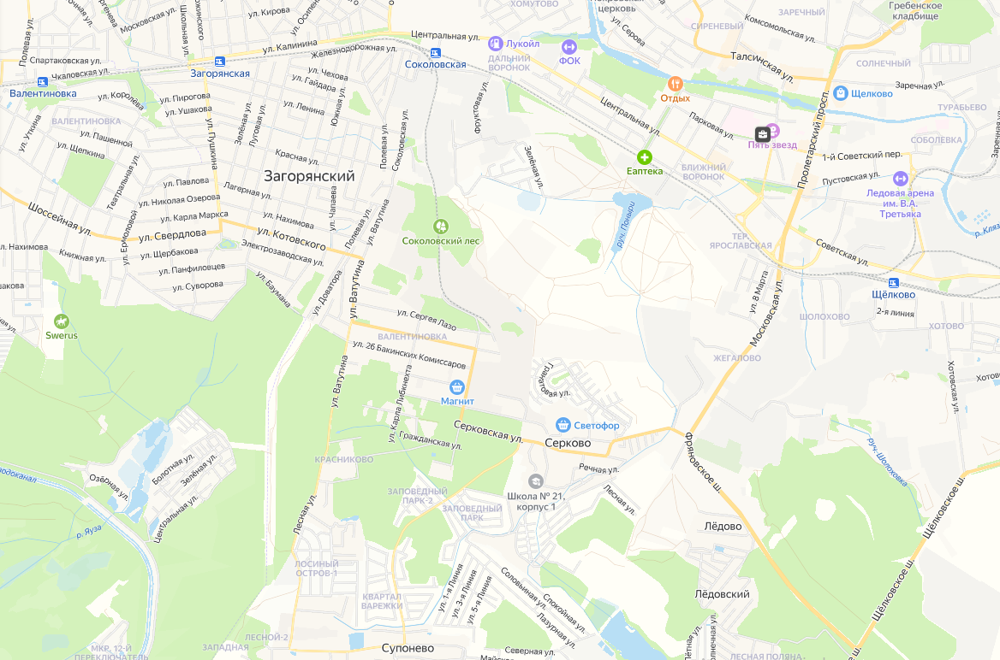 ул. Кирова
Московская ул.
Школьная ул.
Полевая ул.
ул. Калинина
Железнодорожная ул.
Центральная ул.
Лукойл
ХОМУТОВО
церковь
ул. Серова
ЗАРЕЧНЫЙ
СИРЕНЕВЫЙ
Комсомольская ул.
Гребенское
кладбище
Спартаковская ул.
Чкаловская ул.
Валентиновка
Загорянская
Соколовская
ДАЛЬНИЙ
ВОРОНОК
ФОК
Талсинская ул.
СОЛНЕЧНЫЙ
Заречная ул.
Щелково
ТУРАБЬЕВО
Отдых
ул. Чехова
ул. Гайдара
ул. Королёва
ул. Пирогова
ул. Ушакова
ул. Ленина
Южная ул.
Фруктовая ул.
Центральная ул.
Парковая ул.
Пролетарский просп.
ул. Уткина
ВАЛЕНТИНОВКА
ул. Пашенной
ул. Щепкина
ул. Пушкина
Зелёная ул.
Луговая ул.
Красная ул.
Полевая ул.
Соколовская ул.
Зелёная ул.
Еаптека
Пять звезд
СОБОЛЕВКА
1-й Советский пер.
Пустовская ул.
БЛИЖНИЙ
ВОРОНОК
Ледовая арена
им. В.А.
Третьяка
Загорянский
Театральная ул.
ул. Павлова
Лагерная ул.
ул. Николая Озерова
ул. Карла Маркса
ул. Нахимова
ул. Чапаева
Полевая ул.
ул. Ватутина
Шоссейная ул.
ул. Свердлова
ул. Котовского
ул. Ермоловой
ул. Щербакова
Электрозаводская ул.
Книжная ул.
ул. Панфиловцев
ул. Суворова
ул. Баумана
ул. Доватора
ул. Ватутина
Соколовский лес
руч. Поныри
ТЕР.
ЯРОСЛАВСКАЯ
Советская ул.
Щёлково
2-я линия
ул. 8 Марта
Московская ул.
ШОЛОХОВО
ХОТОВО
Swerus
ул. Сергея Лазо
ВАЛЕНТИНОВКА
ул. 26 Бакинских Комиссаров
ЖЕГАЛОВО
Хотовская ул.
ул. Ватутина
ул. Карла Либкнехта
Магнит
Гранатовая ул.
Светофор
Серковская ул.
Серково
Гражданская ул.
Речная ул.
Фряновское ш.
руч. Шолоховка
КРАСНИКОВО
Озёрная ул.
Болотная ул.
Зелёная ул.
Центральная ул.
р. Яуза
Лесная ул.
ЗАПОВЕДНЫЙ
ПАРК-2
ЗАПОВЕДНЫЙ
ПАРК
Школа № 21,
корпус 1
Лесная ул.
Лёдово
Щёлковское ш.
ЛОСИНЫЙ
ОСТРОВ-1
КВАРТАЛ
ВАРЕЖКИ
ул. 1-я Линия
ул. 3-я Линия
ул. 5-я Линия
Соловьиная ул.
Спокойная ул.
Лазурная ул.
Лёдовский
Щёлковское ш.
ЛЕСНОЙ-2
ЗАПАДНАЯ
МКР. 12-Й
ПЕРЕКЛЮЧАТЕЛЬ
Супонево
Северная ул.
ЛЕСНАЯ ПОЛЯНА